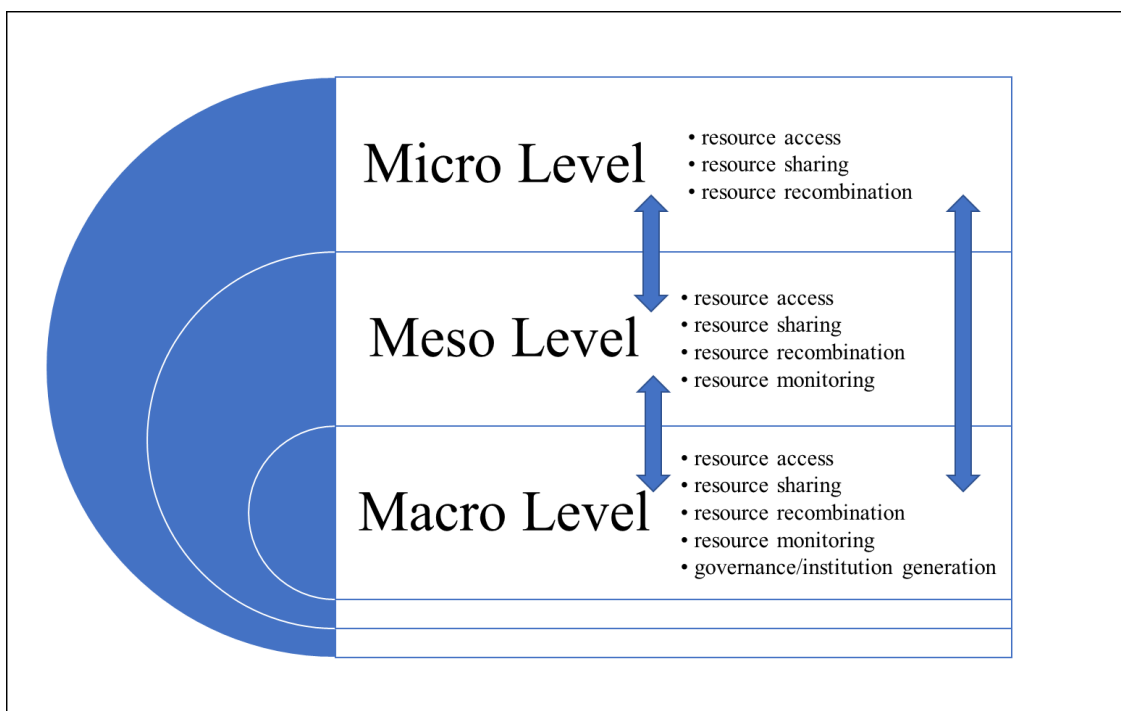 Micro Level
• resource access
• resource sharing
• resource recombination
Meso Level
• resource access
• resource sharing
• resource recombination
• resource monitoring
Macro Level
• resource access
• resource sharing
• resource recombination
• resource monitoring
• governance/institution generation